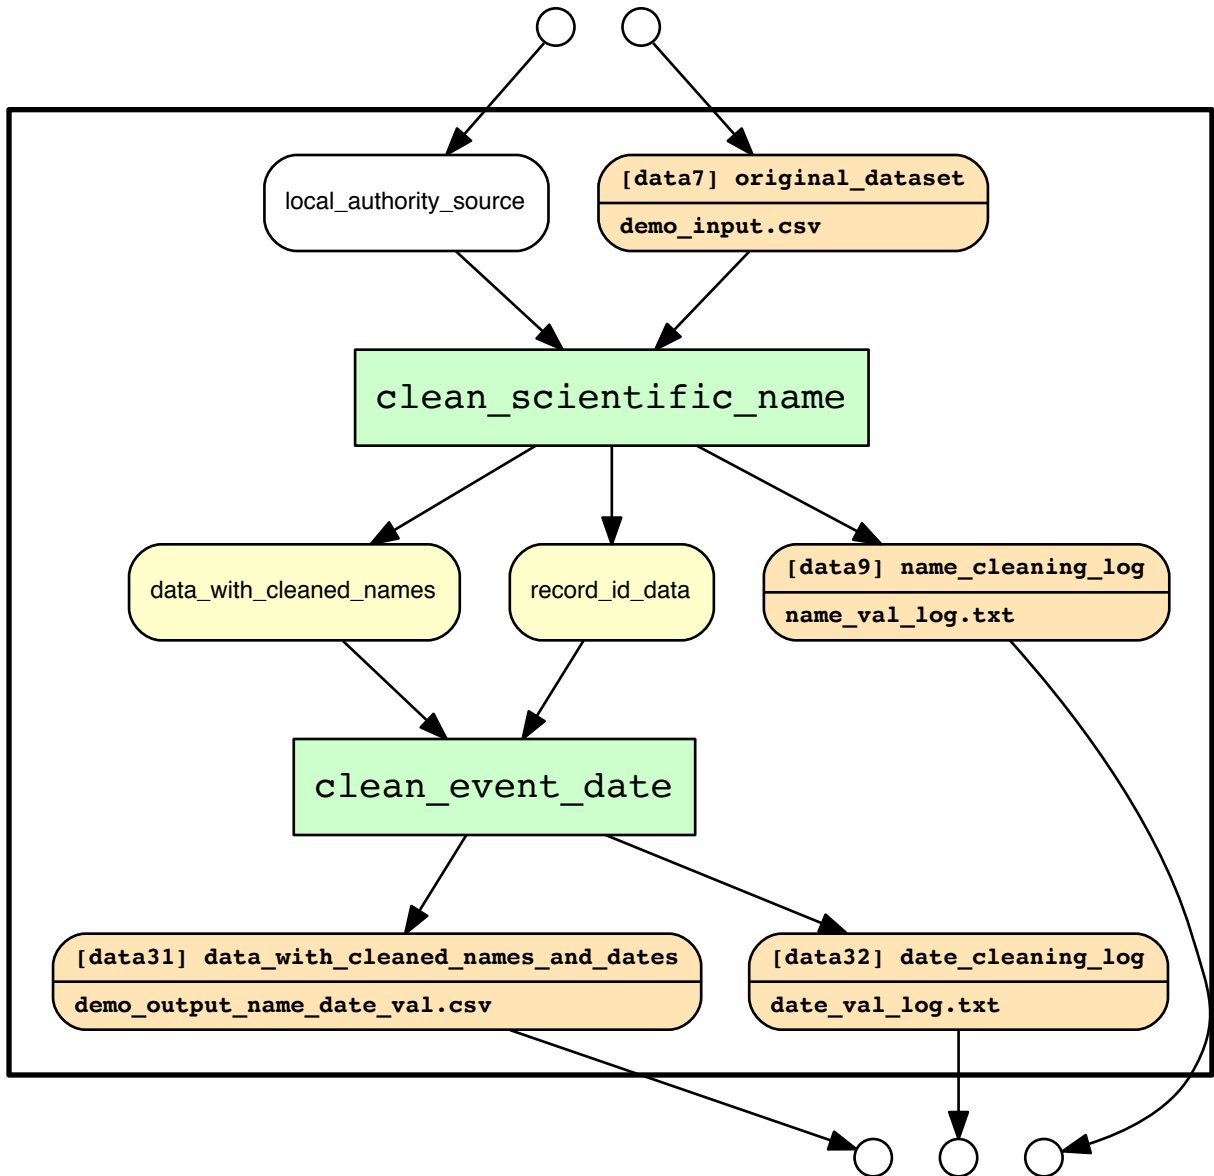 local_authority_source
[data7] original_dataset
demo_input.csv
clean_scientific_name
data_with_cleaned_names
record_id_data
[data9] name_cleaning_log
name_val_log.txt
clean_event_date
[data31] data_with_cleaned_names_and_dates
demo_output_name_date_val.csv
[data32] date_cleaning_log
date_val_log.txt